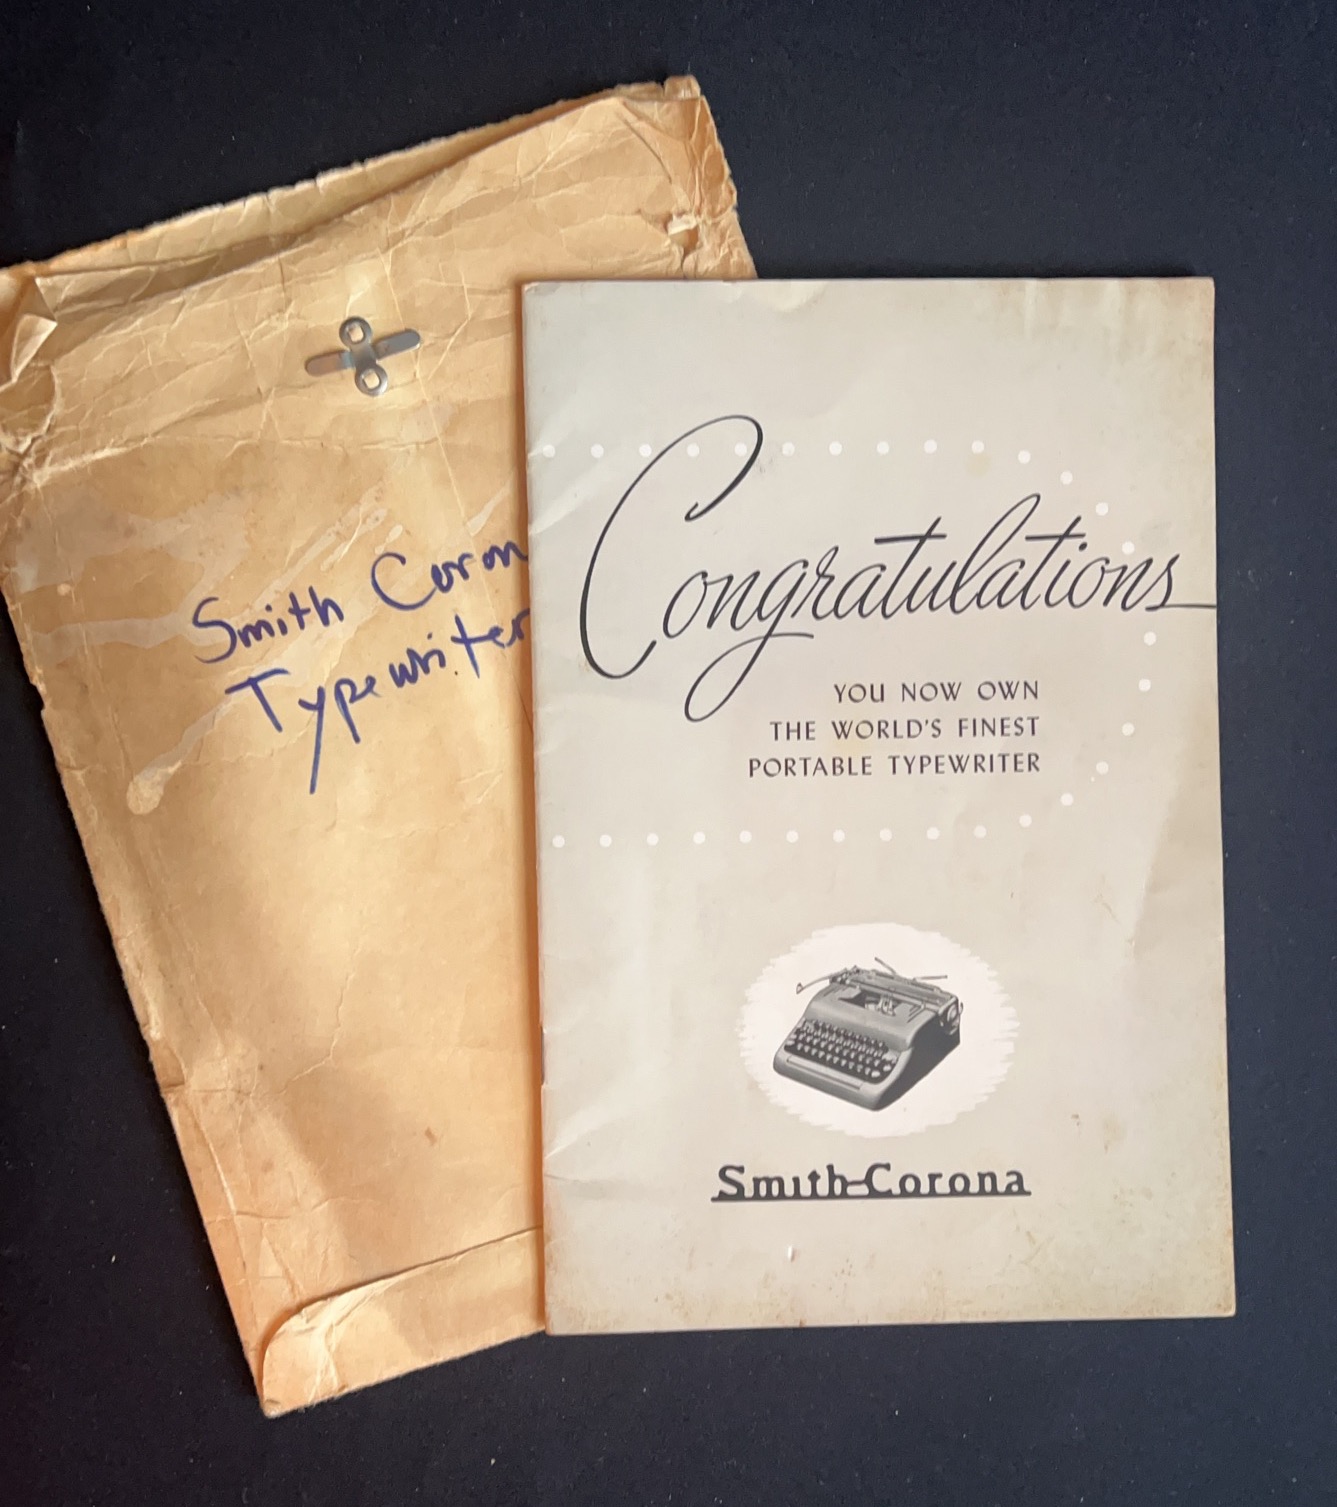 Smith Coron
Typewriter
Congratulations
YOU NOW OWN
THE WORLD'S FINEST
PORTABLE TYPEWRITER
Smith-Corona